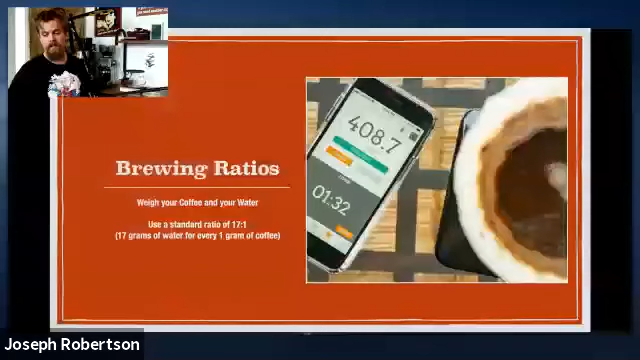 Brewing Ratios
Weigh your Coffee and your Water
Use a standard ratio of 17:1
(17 grams of water for every 1 gram of coffee)
408.7
01:32
Joseph Robertson